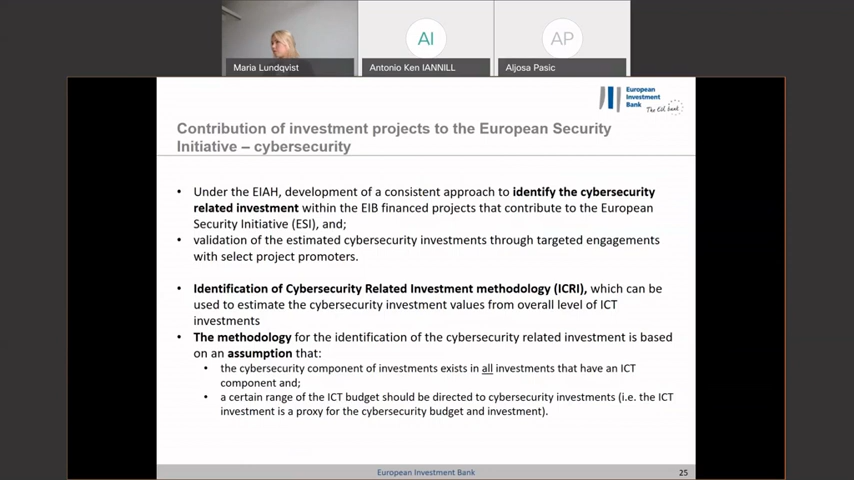 AI
AP
Maria Lundqvist
Antonio Ken IANNILL
Aljosa Pasic
European
Investment
Bank
The EU bank
Contribution of investment projects to the European Security
Initiative – cybersecurity
• Under the EIAH, development of a consistent approach to identify the cybersecurity
related investment within the EIB financed projects that contribute to the European
Security Initiative (ESI), and;
• validation of the estimated cybersecurity investments through targeted engagements
with select project promoters.
• Identification of Cybersecurity Related Investment methodology (ICRI), which can be
used to estimate the cybersecurity investment values from overall level of ICT
investments
• The methodology for the identification of the cybersecurity related investment is based
on an assumption that:
• the cybersecurity component of investments exists in all investments that have an ICT
component and;
• a certain range of the ICT budget should be directed to cybersecurity investments (i.e. the ICT
investment is a proxy for the cybersecurity budget and investment).
European Investment Bank
25